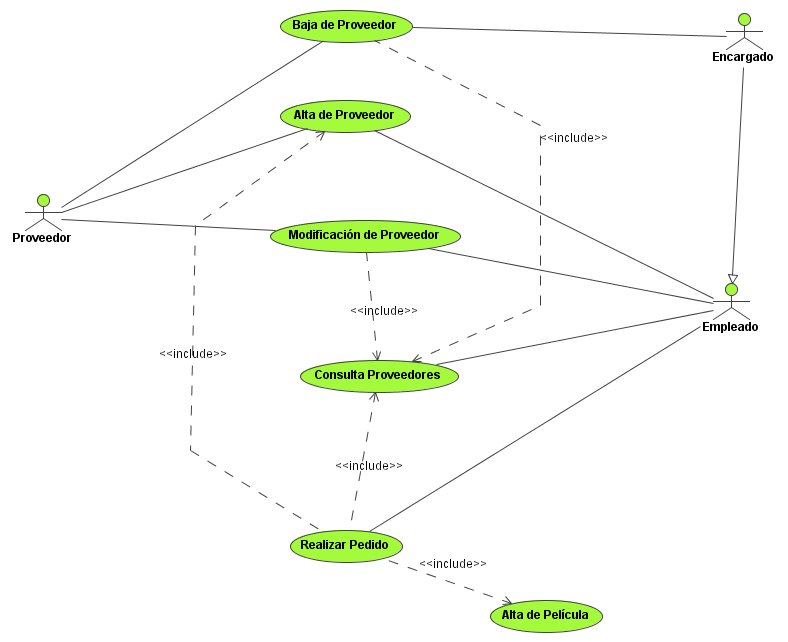 Baja de Proveedor
Encargado
Alta de Proveedor
<<include>>
Proveedor
Modificación de Proveedor
<<include>>
Empleado
<<include>>
Consulta Proveedores
<<include>>
Realizar Pedido
<<include>>
Alta de Película